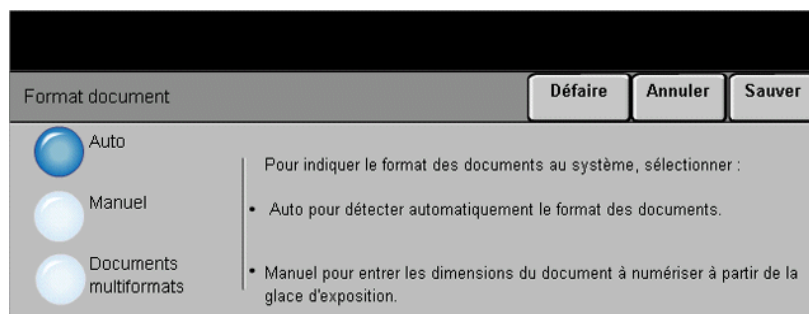 Format document
Défaire
Annuler
Sauver
Auto
Manuel
Documents
multiformats
Pour indiquer le format des documents au système, sélectionner :
• Auto pour détecter automatiquement le format des documents.
• Manuel pour entrer les dimensions du document à numériser à partir de la
glace d'exposition.